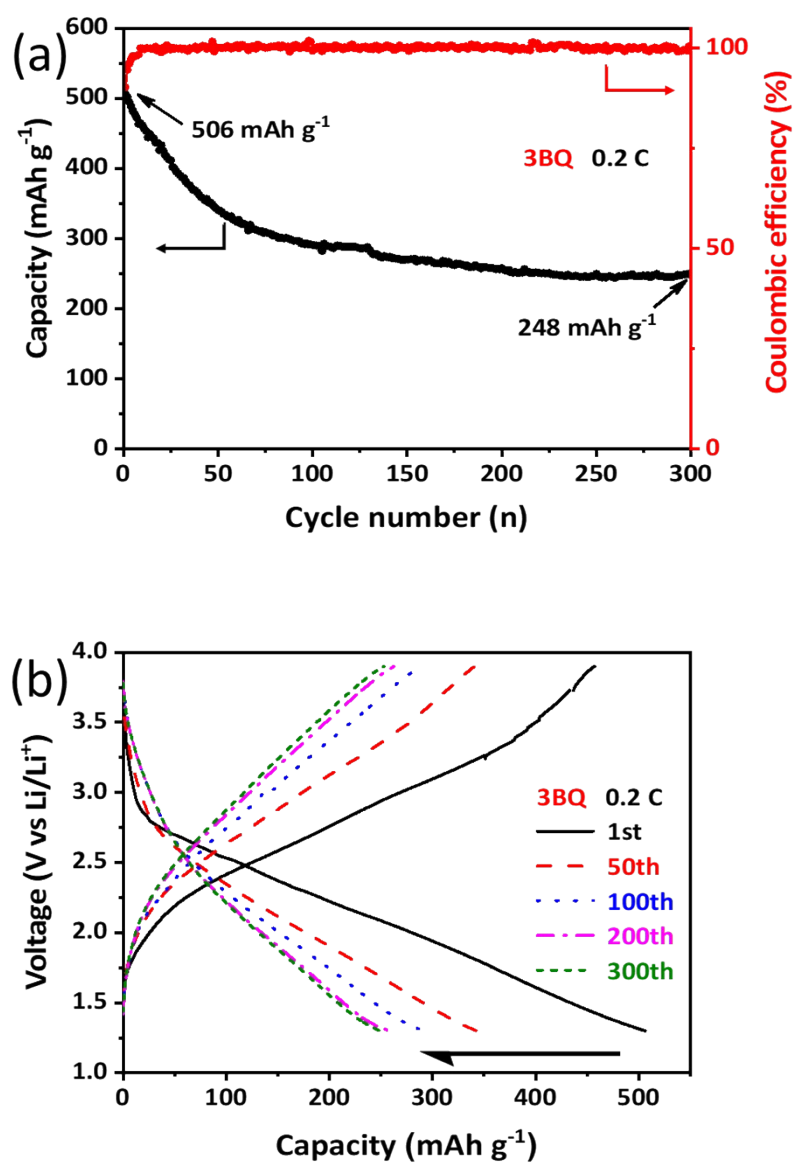 (a)
600
500
400
300
200
100
0
Capacity (mAh g⁻¹)
506 mAh g⁻¹
3BQ 0.2 C
248 mAh g⁻¹
100
50
0
Coulombic efficiency (%)
0 50 100 150 200 250 300
Cycle number (n)
(b)
4.0
3.5
3.0
2.5
2.0
1.5
1.0
Voltage (V vs Li/Li⁺)
3BQ 0.2 C
1st
50th
100th
200th
300th
0 100 200 300 400 500
Capacity (mAh g⁻¹)